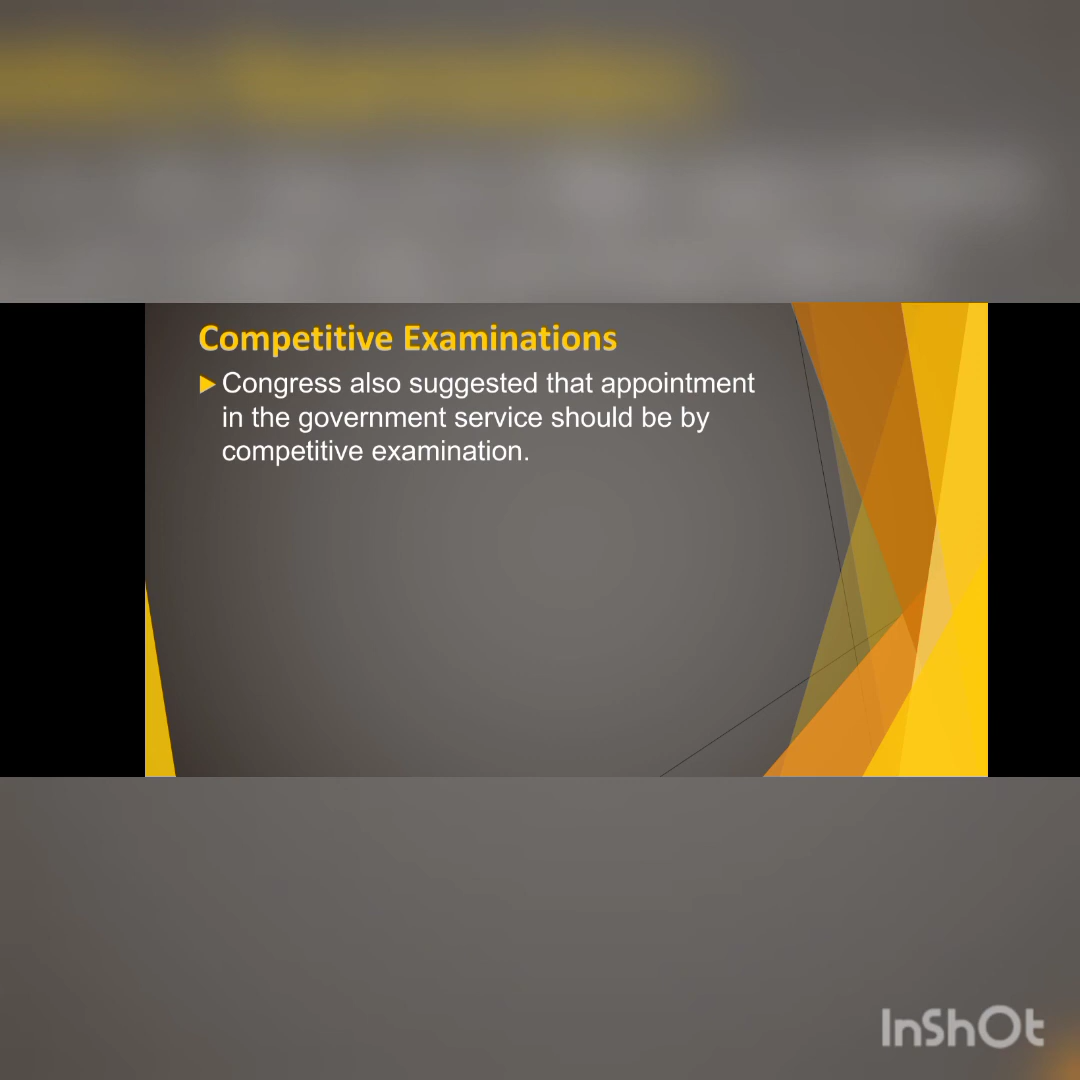 Competitive Examinations
Congress also suggested that appointment
in the government service should be by
competitive examination.
InShOt